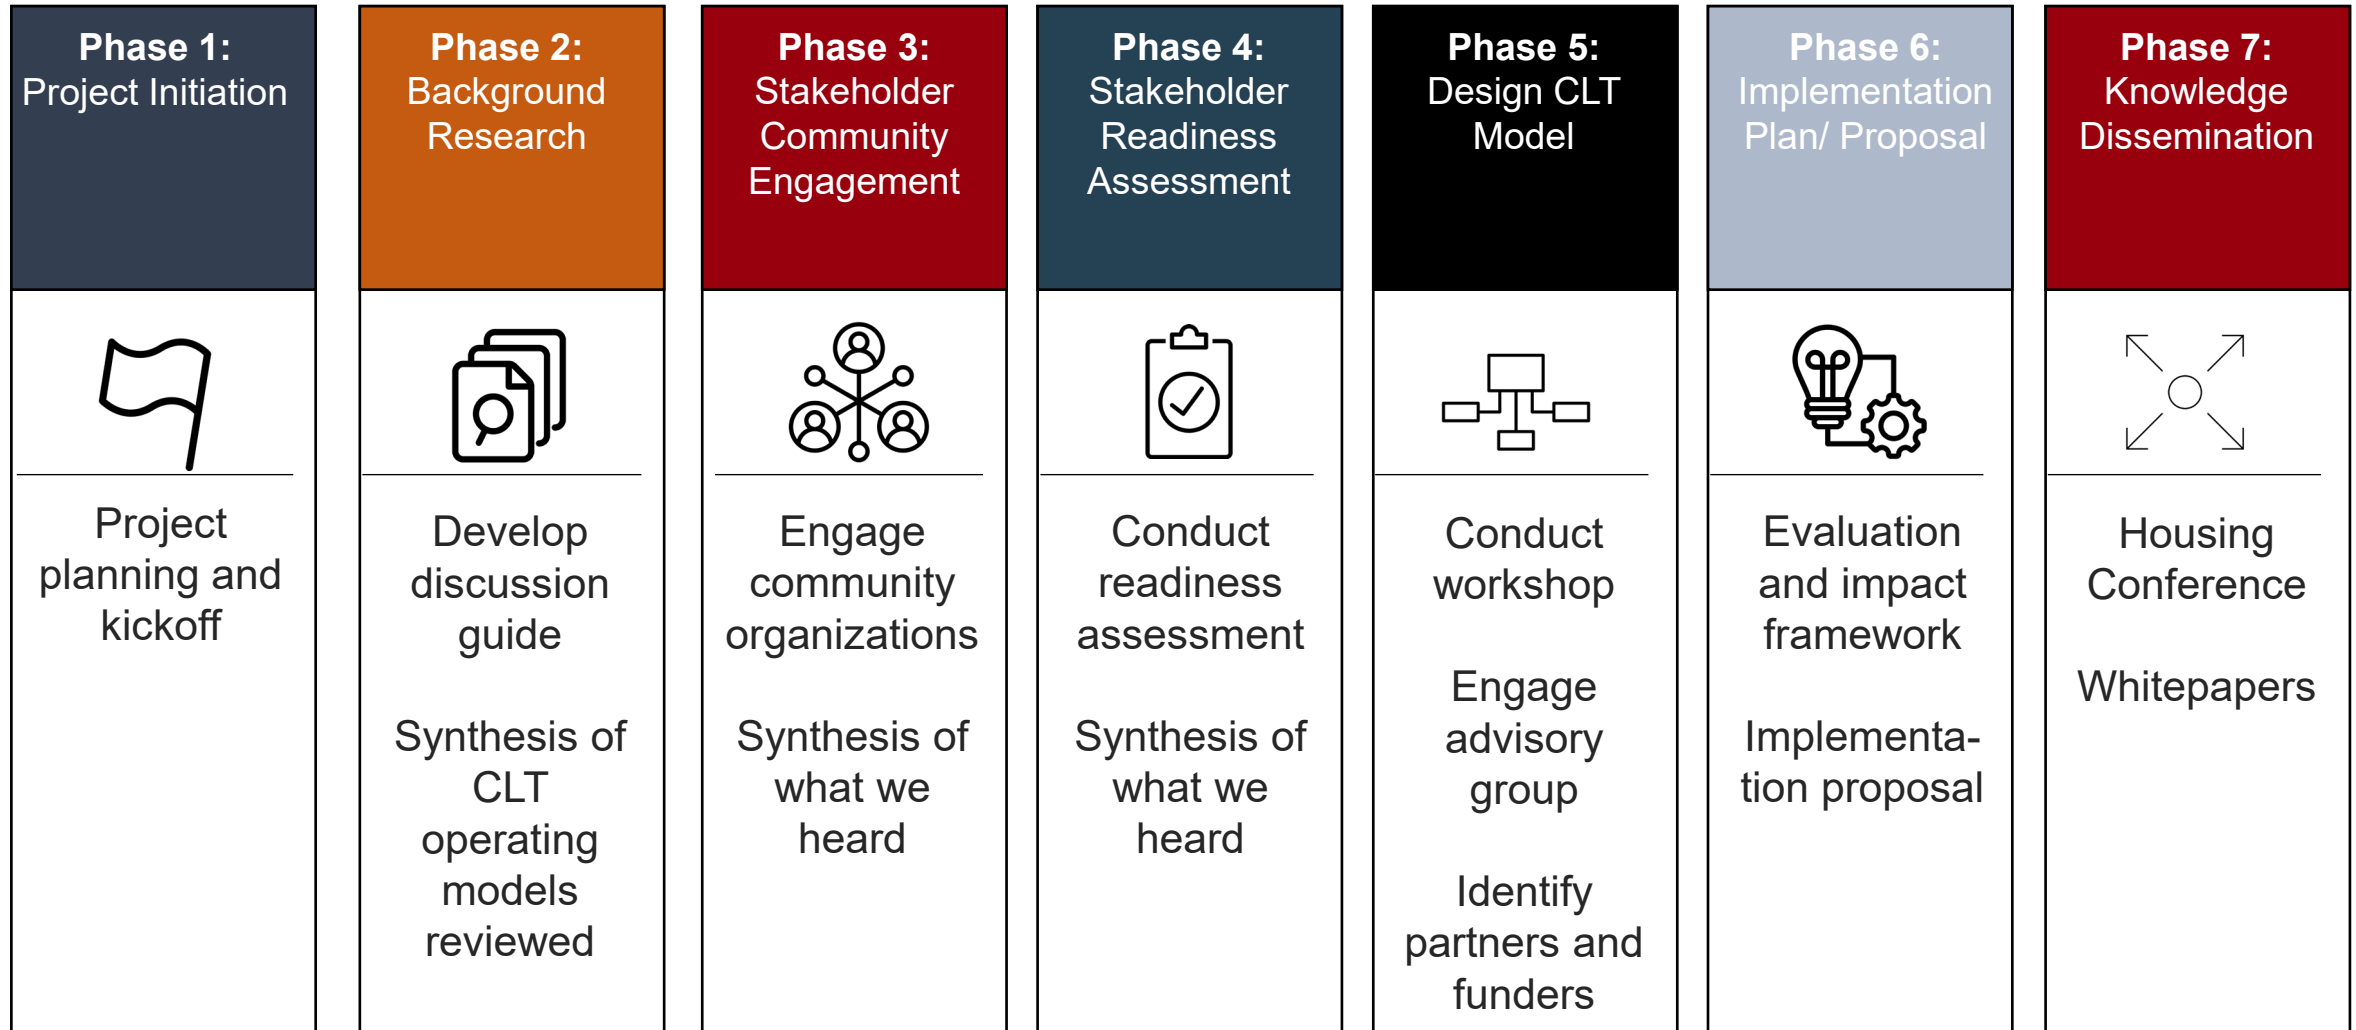 Phase 1:
Project Initiation
Project
planning and
kickoff
Phase 2:
Background
Research
Develop
discussion
guide
Synthesis of
CLT
operating
models
reviewed
Phase 3:
Stakeholder
Community
Engagement
Engage
community
organizations
Synthesis of
what we
heard
Phase 4:
Stakeholder
Readiness
Assessment
Conduct
readiness
assessment
Synthesis of
what we
heard
Phase 5:
Design CLT
Model
Conduct
workshop
Engage
advisory
group
Identify
partners and
funders
Phase 6:
Implementation
Plan/ Proposal
Evaluation
and impact
framework
Implementa-
tion proposal
Phase 7:
Knowledge
Dissemination
Housing
Conference
Whitepapers